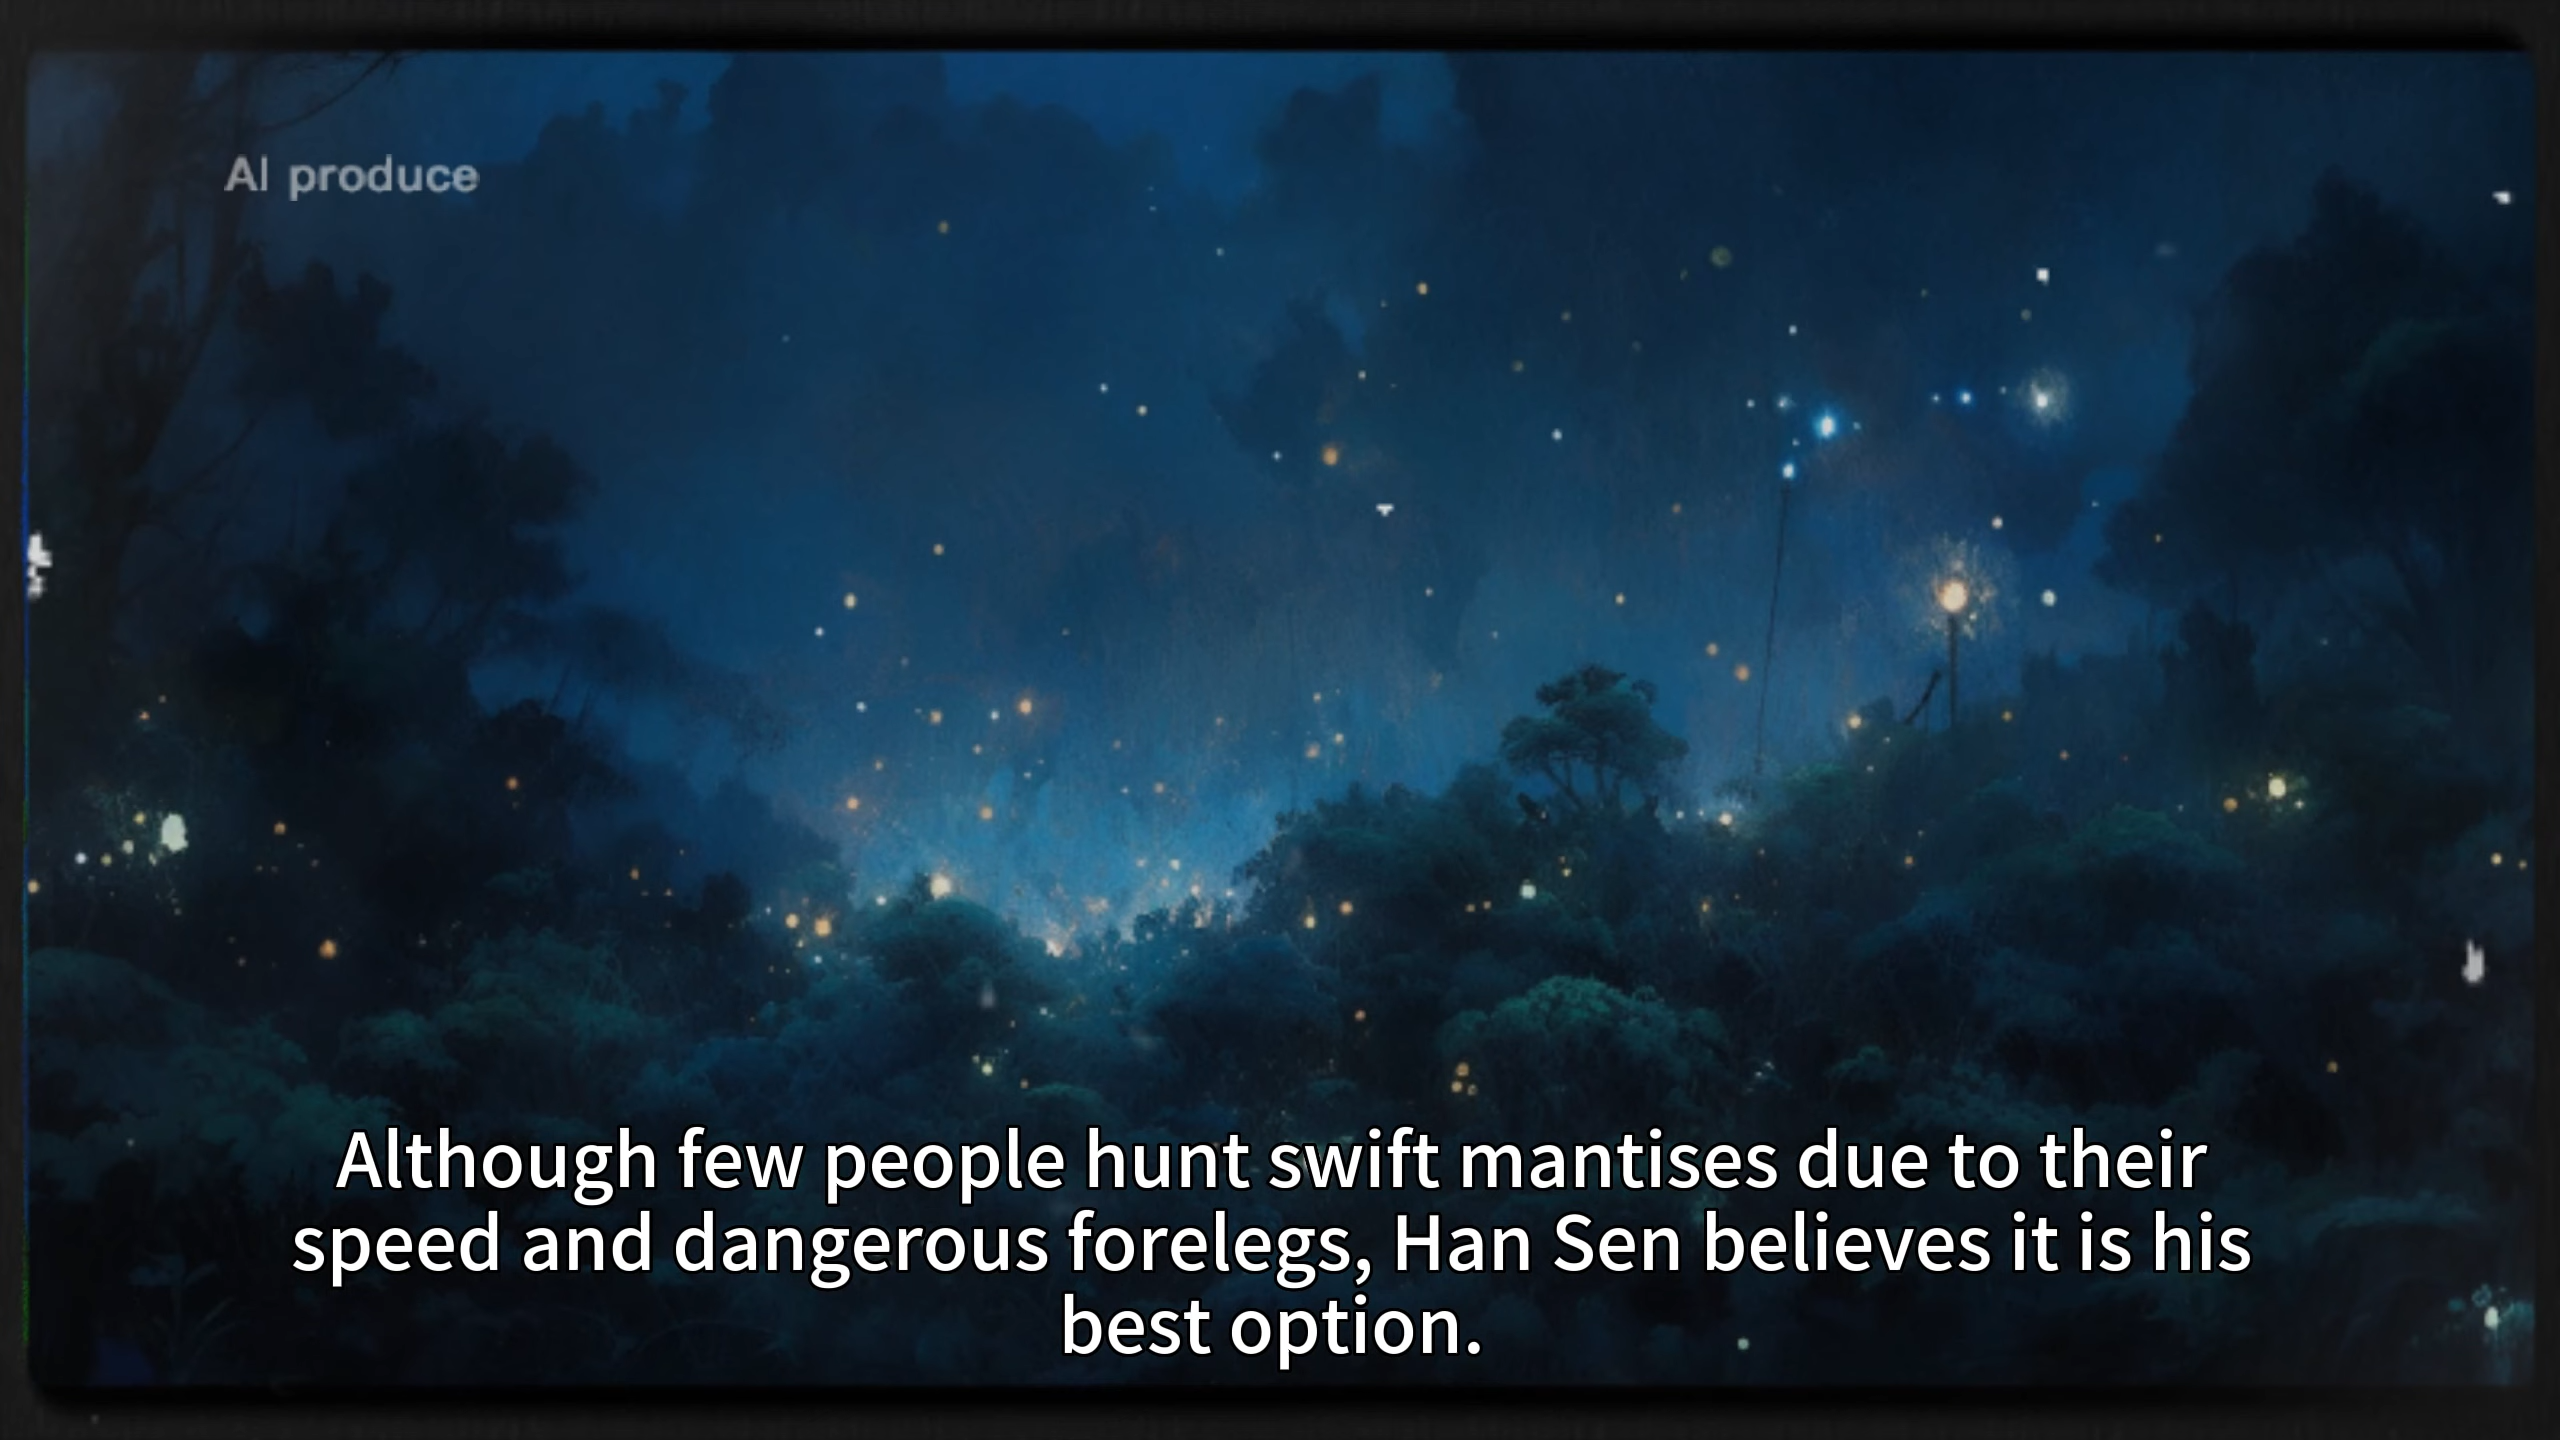 AI produce
Although few people hunt swift mantises due to their
speed and dangerous forelegs, Han Sen believes it is his
best option.